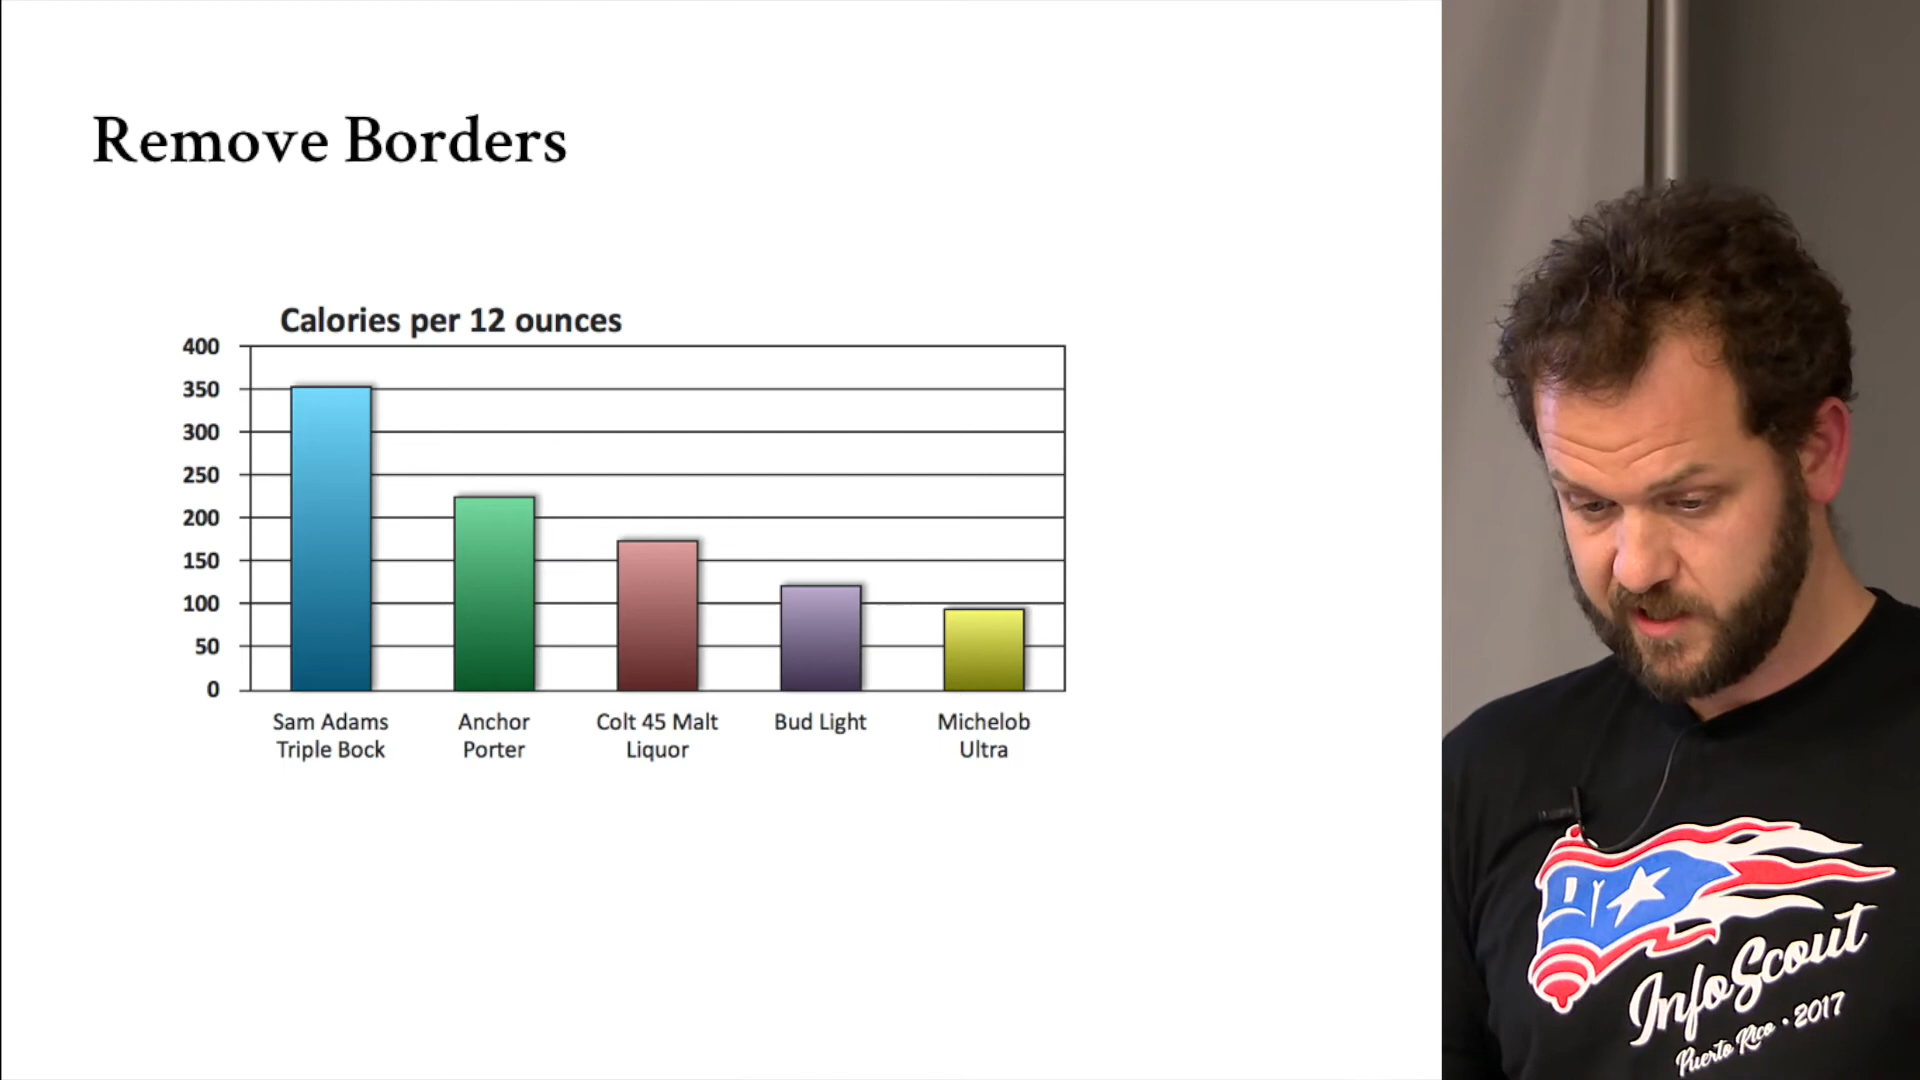 Remove Borders
Calories per 12 ounces
400
350
300
250
200
150
100
50
0
Sam Adams
Triple Bock
Anchor
Porter
Colt 45 Malt
Liquor
Bud Light
Michelob
Ultra
InfoScout
Puerto Rico · 2017